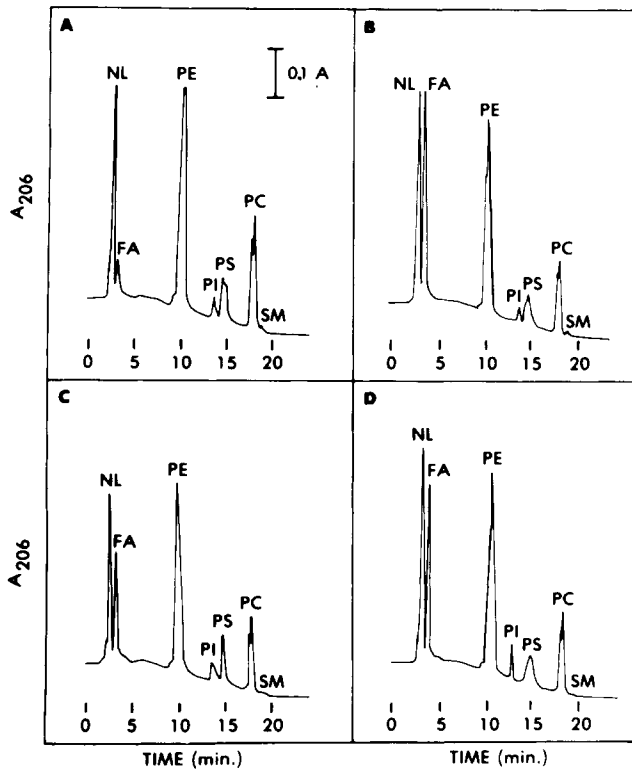 A
NL
PE
0.1 A
FA
PC
PI
PS
SM
A206
0 5 10 15 20
B
NL FA
PE
PC
PI
PS
SM
0 5 10 15 20
C
NL
PE
FA
PC
PS
PI
SM
A206
0 5 10 15 20
TIME (min.)
D
NL
FA
PE
PC
PI
PS
SM
0 5 10 15 20
TIME (min.)